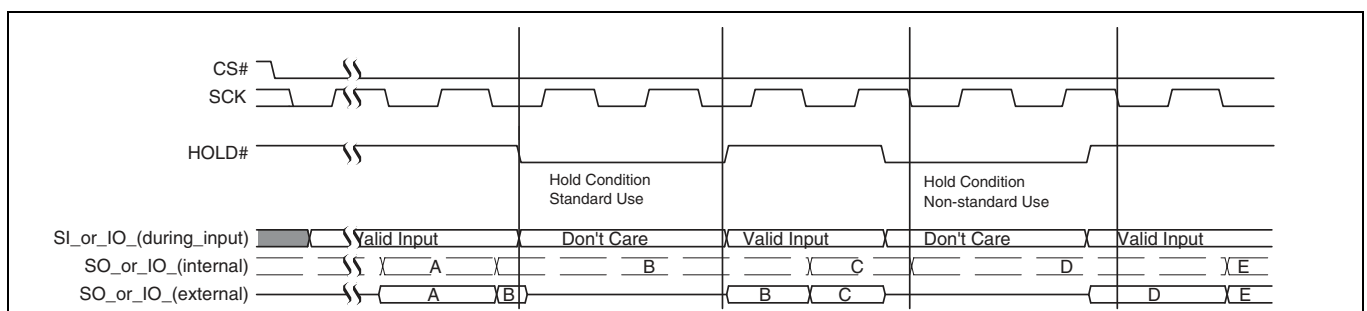 CS#
SCK
HOLD#
Hold Condition
Standard Use
Hold Condition
Non-standard Use
SI_or_IO_(during_input) Valid Input Don't Care Valid Input Don't Care Valid Input
SO_or_IO_(internal) A B C D E
SO_or_IO_(external) A B B C D E